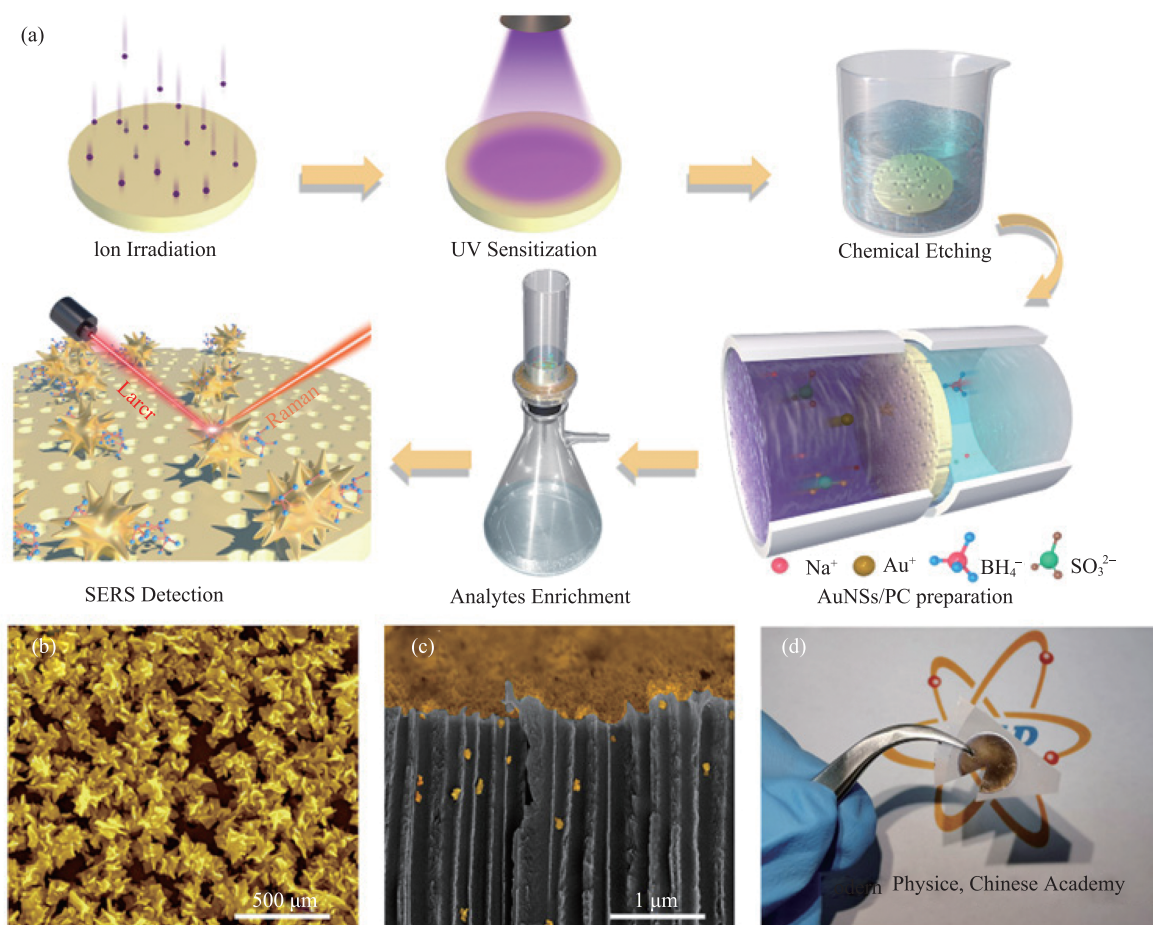 (a)
lon Irradiation
UV Sensitization
Chemical Etching
Larcr
Raman
Na⁺
Au⁺
BH₄⁻
SO₃²⁻
SERS Detection
Analytes Enrichment
AuNSs/PC preparation
(b)
500 μm
(c)
1 μm
(d)
Physice, Chinese Academy